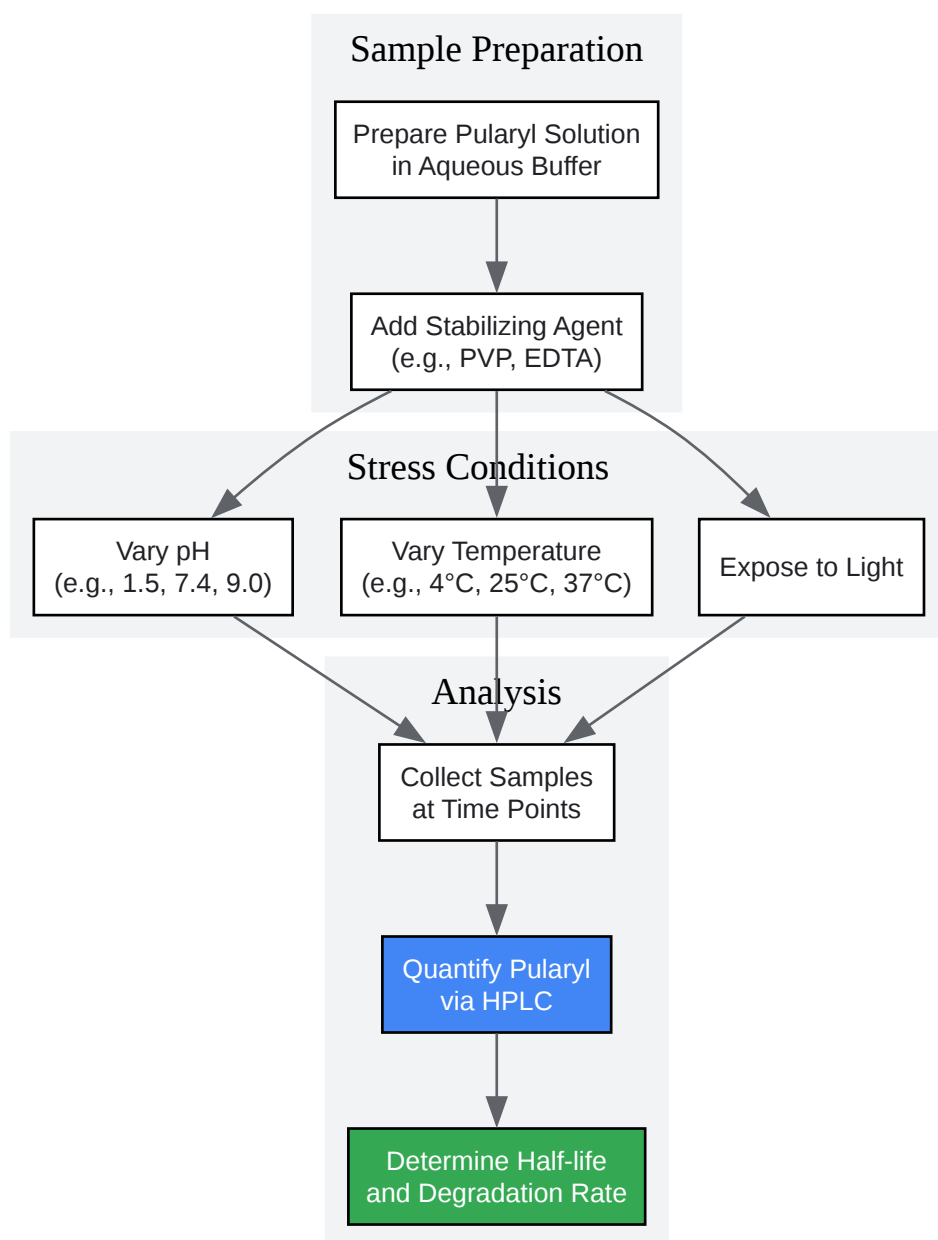 Sample Preparation
Prepare Pularyl Solution
in Aqueous Buffer
Add Stabilizing Agent
(e.g., PVP, EDTA)
Stress Conditions
Vary pH
(e.g., 1.5, 7.4, 9.0)
Vary Temperature
(e.g., 4°C, 25°C, 37°C)
Expose to Light
Analysis
Collect Samples
at Time Points
Quantify Pularyl
via HPLC
Determine Half-life
and Degradation Rate